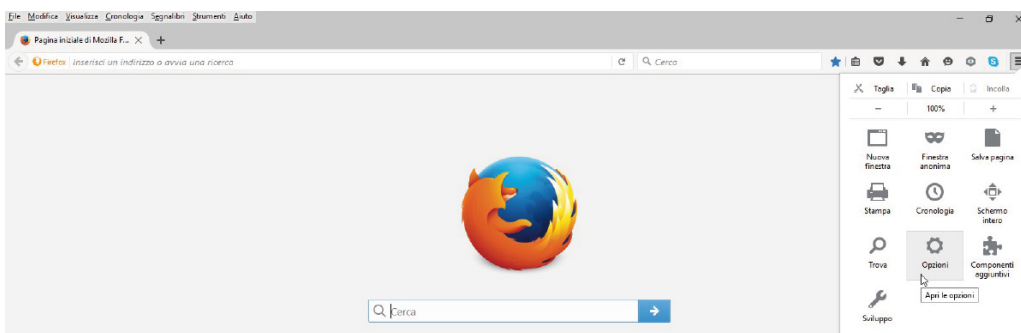 File Modifica Visualizza Cronologia Segnalibri Strumenti Aiuto
Pagina iniziale di Mozilla F...
Firefox Inserisci un indirizzo o avvia una ricerca
Cerca
Taglia Copia Incolla
100%
Nuova finestra
Finestra anonima
Salva pagina
Stampa
Cronologia
Schermo intero
Trova
Opzioni
Componenti aggiuntivi
Apri le opzioni
Sviluppo
Cerca